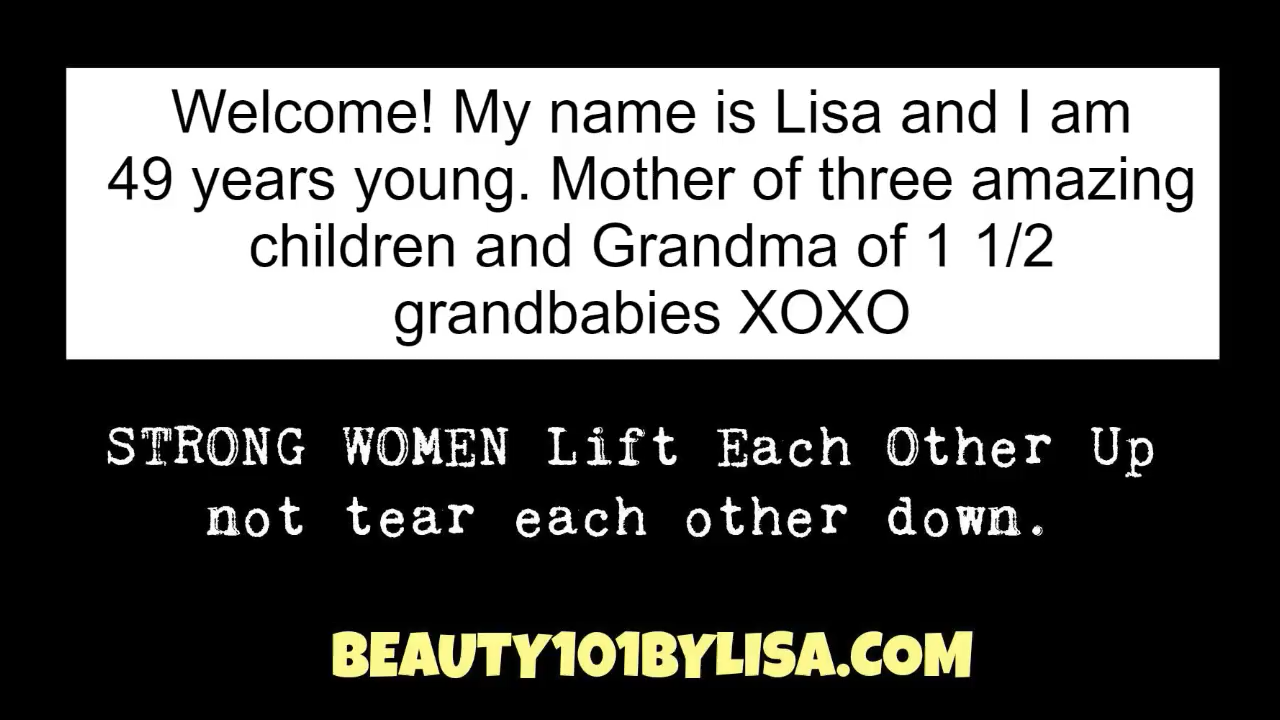 Welcome! My name is Lisa and I am
49 years young. Mother of three amazing
children and Grandma of 1 1/2
grandbabies XOXO
STRONG WOMEN Lift Each Other Up
not tear each other down.
BEAUTY101BYLISA.COM